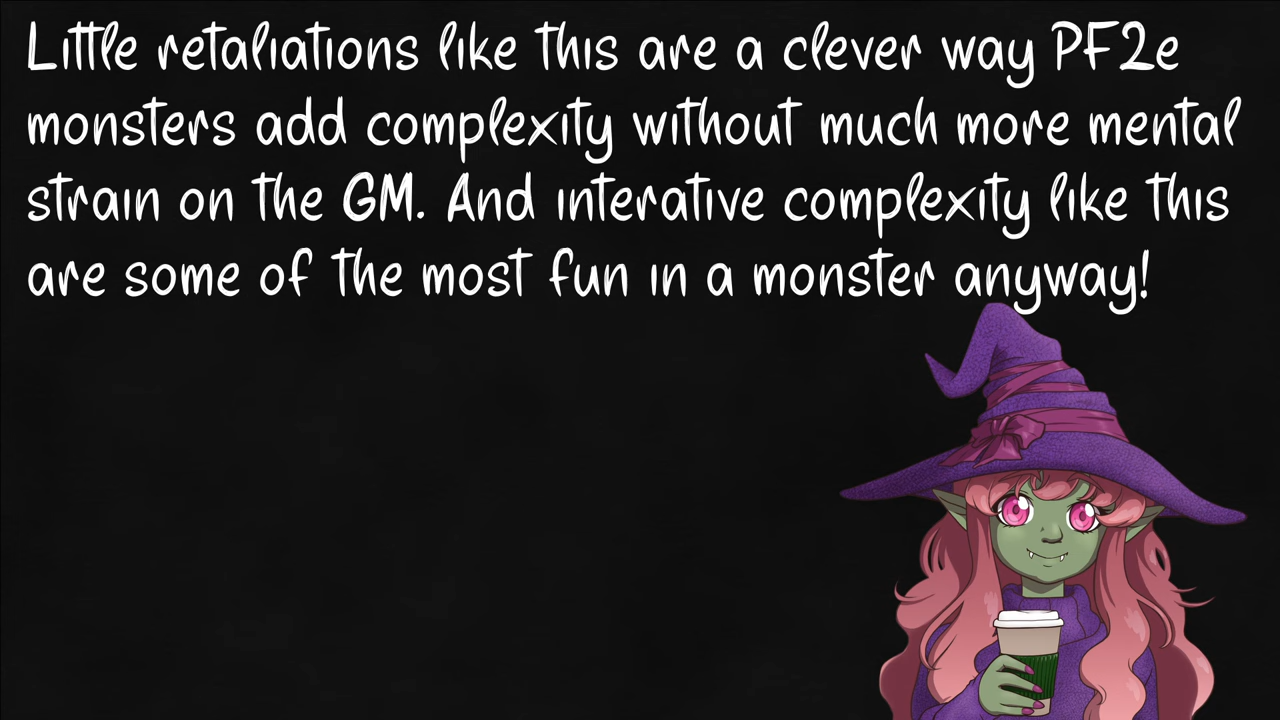 Little retaliations like this are a clever way PF2e
monsters add complexity without much more mental
strain on the GM. And interative complexity like this
are some of the most fun in a monster anyway!